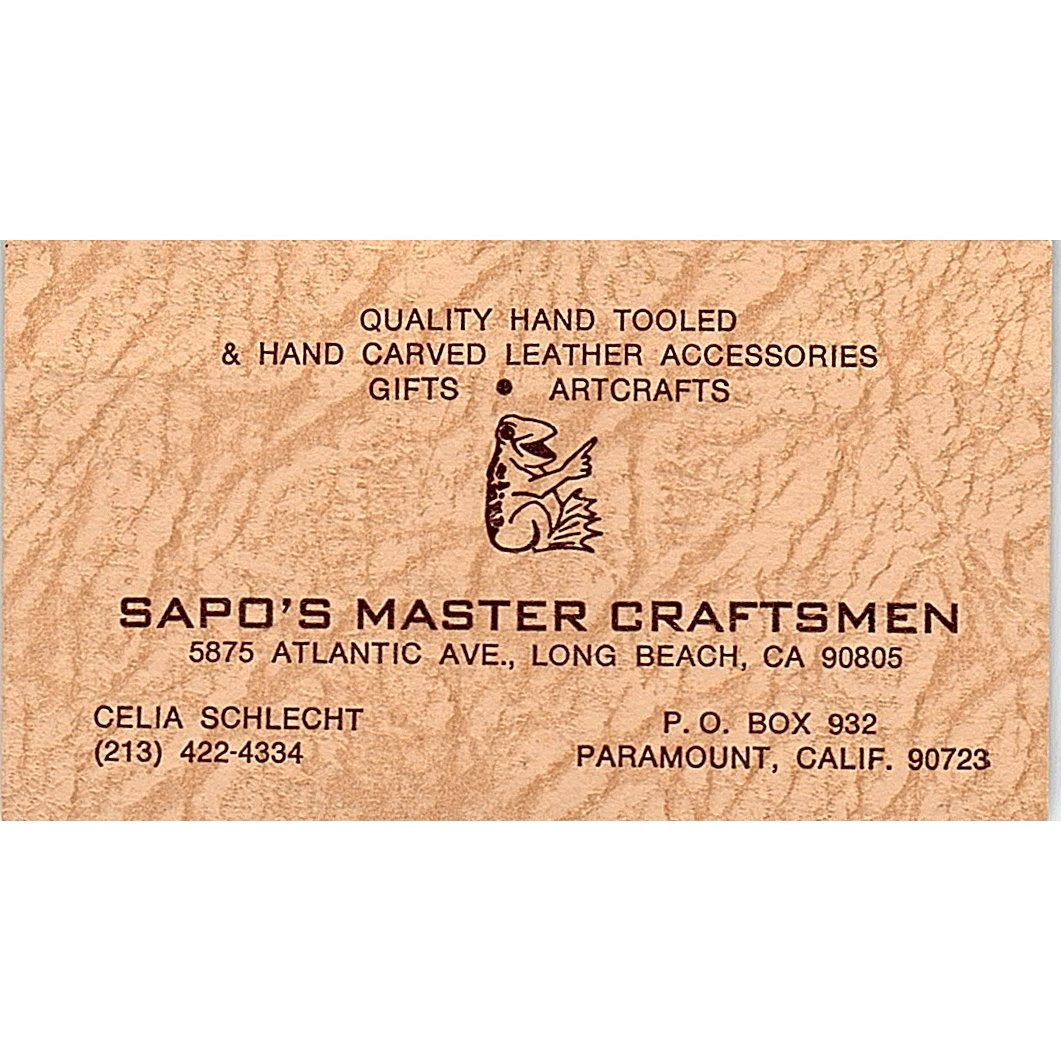 QUALITY HAND TOOLED
& HAND CARVED LEATHER ACCESSORIES
GIFTS • ARTCRAFTS
SAPO'S MASTER CRAFTSMEN
5875 ATLANTIC AVE., LONG BEACH, CA 90805
CELIA SCHLECHT
(213) 422-4334
P. O. BOX 932
PARAMOUNT, CALIF. 90723